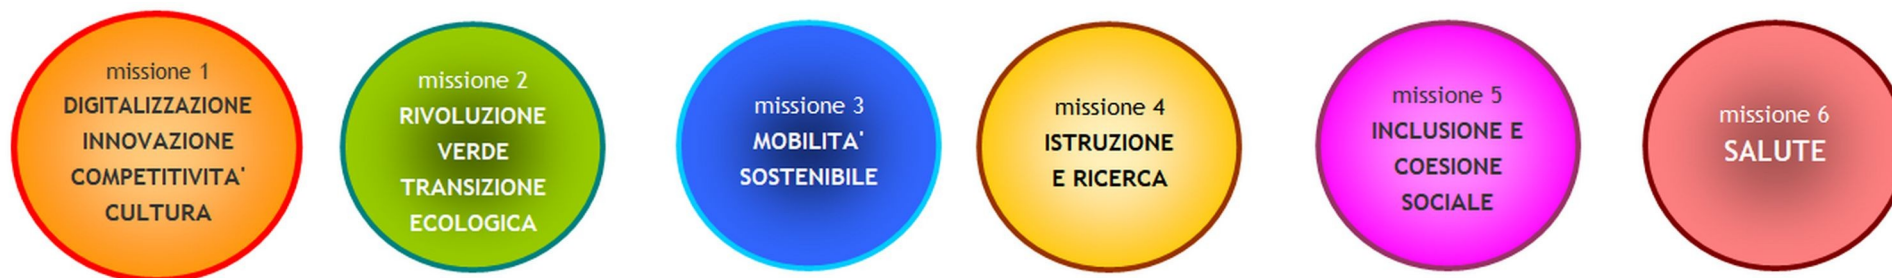 missione 1
DIGITALIZZAZIONE
INNOVAZIONE
COMPETITIVITA'
CULTURA
missione 2
RIVOLUZIONE
VERDE
TRANSIZIONE
ECOLOGICA
missione 3
MOBILITA'
SOSTENIBILE
missione 4
ISTRUZIONE
E RICERCA
missione 5
INCLUSIONE E
COESIONE
SOCIALE
missione 6
SALUTE